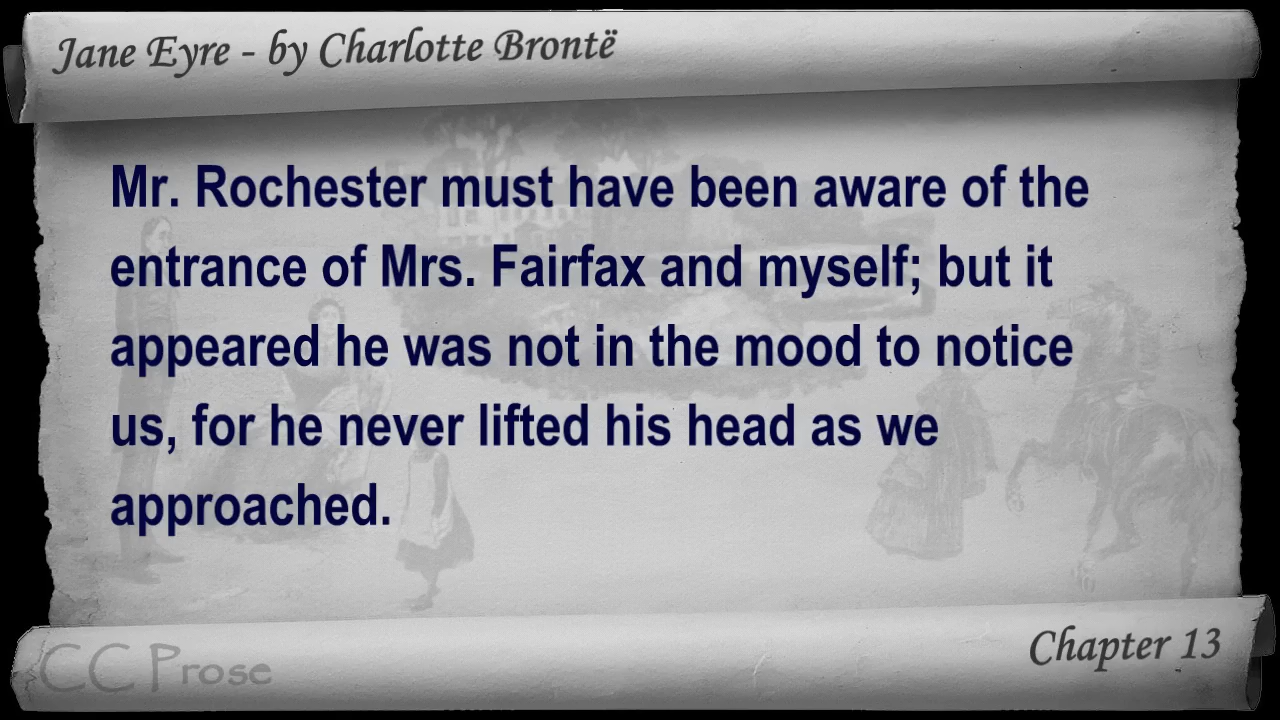 Jane Eyre - by Charlotte Brontë
Mr. Rochester must have been aware of the
entrance of Mrs. Fairfax and myself; but it
appeared he was not in the mood to notice
us, for he never lifted his head as we
approached.
CC Prose
Chapter 13